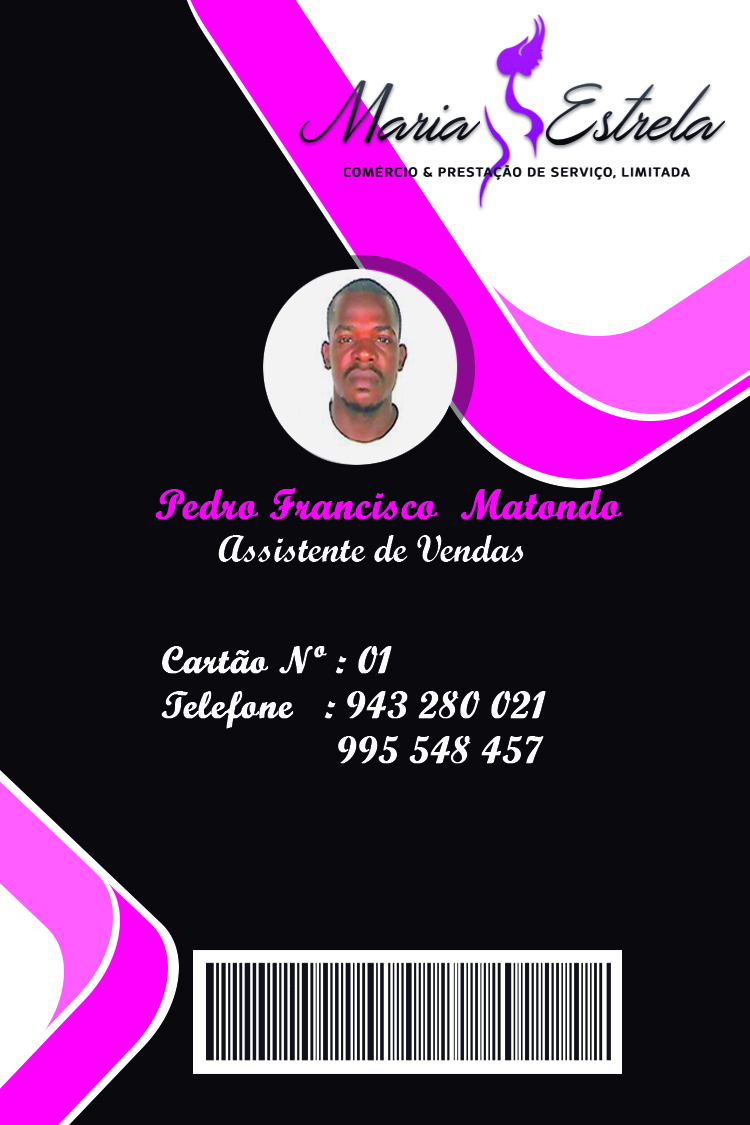 Maria Estrela
COMÉRCIO & PRESTAÇÃO DE SERVIÇO, LIMITADA
Pedro Francisco Matondo
Assistente de Vendas
Cartão Nº : 01
Telefone : 943 280 021
995 548 457